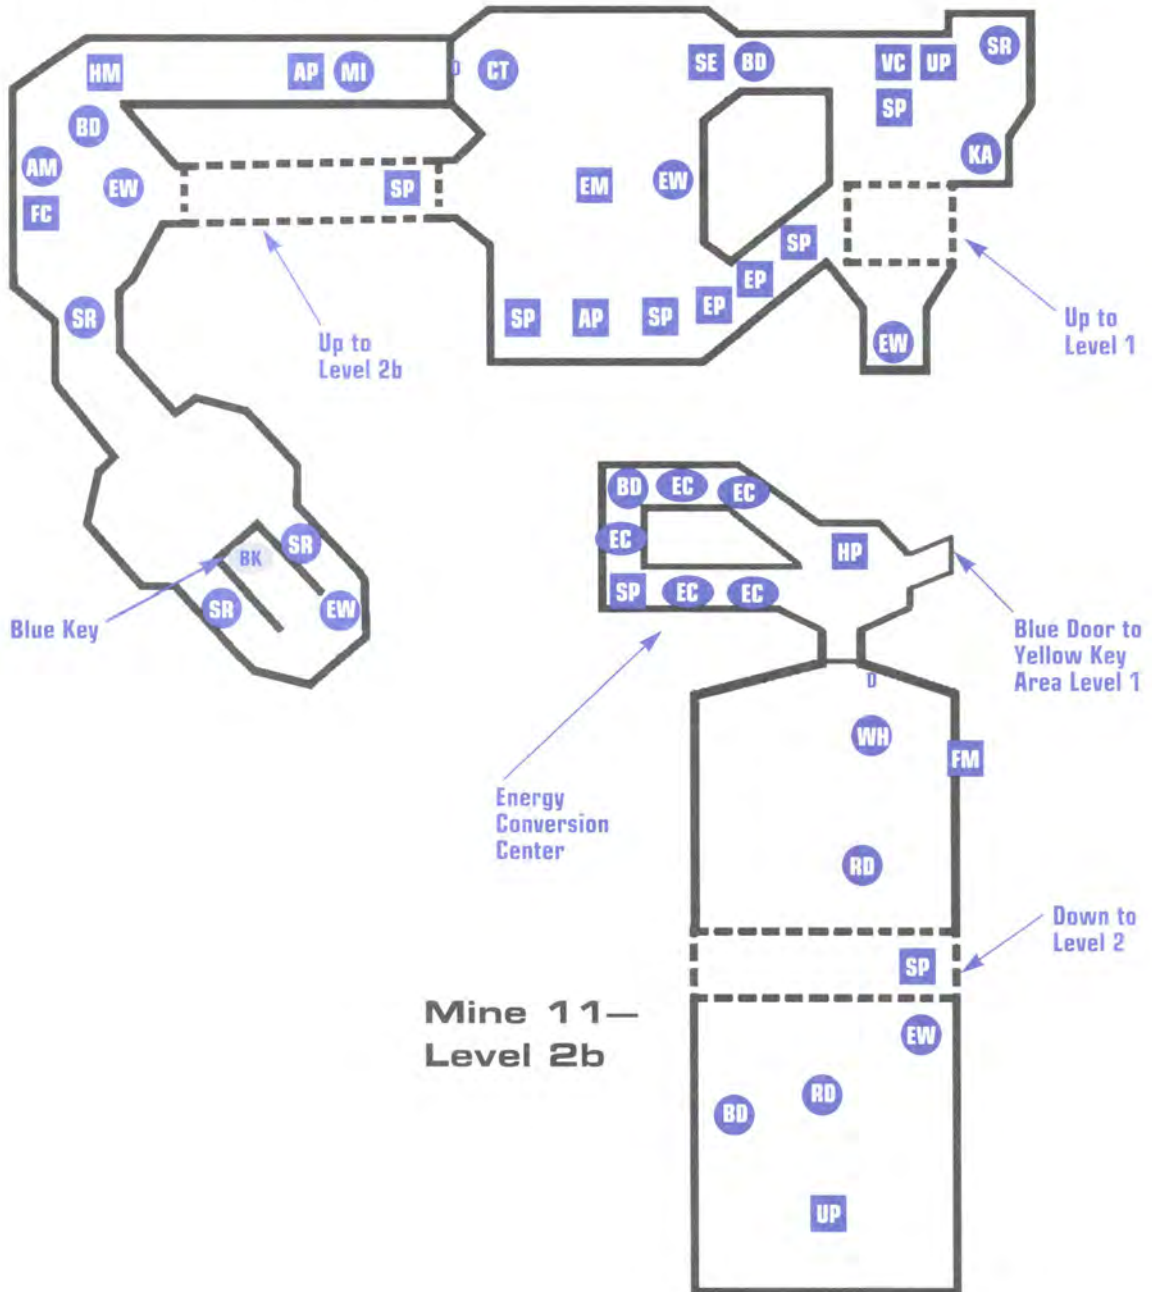 HM
AP
MI
D
CT
SE
BD
VC
UP
SR
SP
BD
AM
EW
FC
SP
EM
EW
KA
SP
EP
SR
SP
AP
SP
EP
EW
Up to
Level 2b
Up to
Level 1
BD
EC
EC
EC
HP
SP
EC
EC
BK
SR
SR
EW
Blue Key
Blue Door to
Yellow Key
Area Level 1
D
WH
FM
Energy
Conversion
Center
RD
Down to
Level 2
SP
Mine 11—
Level 2b
EW
RD
BD
UP